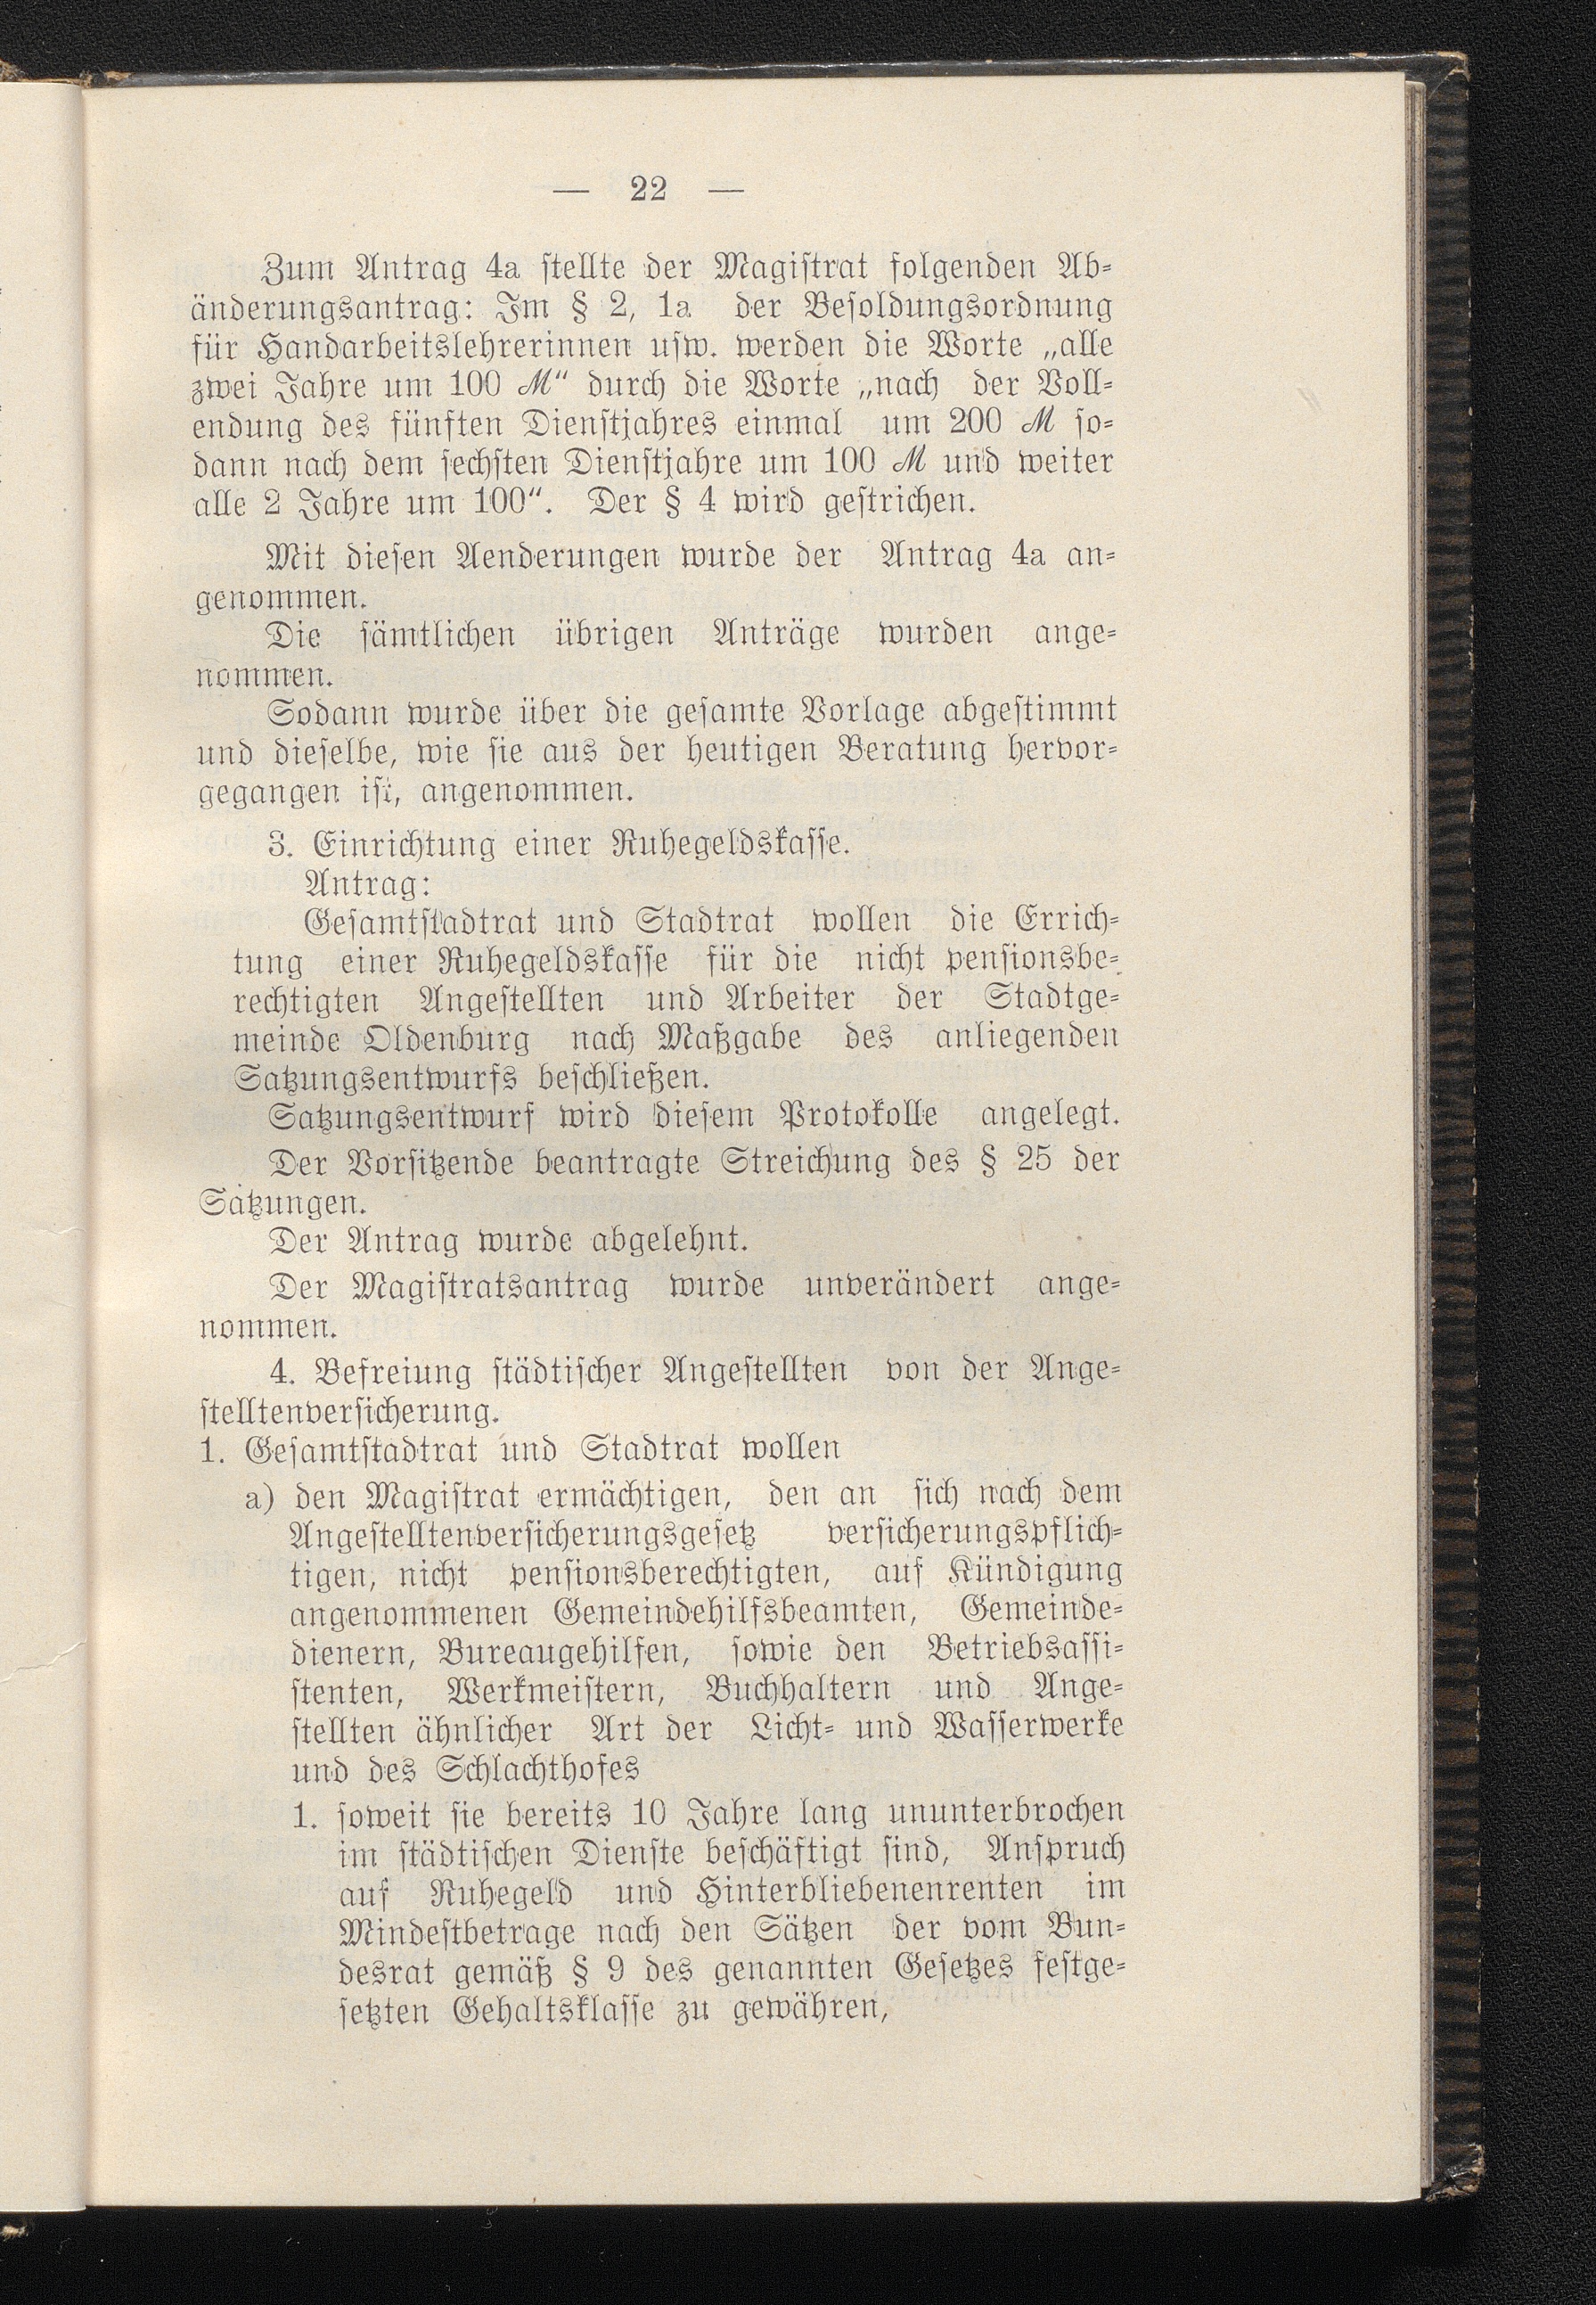 — 22 —
Zum Antrag 4a stellte der Magistrat folgenden Ab-
änderungsantrag: Im § 2, 1a der Besoldungsordnung
für Handarbeitslehrerinnen usw. werden die Worte „alle
zwei Jahre um 100 ℳ“ durch die Worte „nach der Voll-
endung des fünften Dienstjahres einmal um 200 ℳ so-
dann nach dem sechsten Dienstjahre um 100 ℳ und weiter
alle 2 Jahre um 100“. Der § 4 wird gestrichen.
Mit diesen Aenderungen wurde der Antrag 4a an-
genommen.
Die sämtlichen übrigen Anträge wurden ange-
nommen.
Sodann wurde über die gesamte Vorlage abgestimmt
und dieselbe, wie sie aus der heutigen Beratung hervor-
gegangen ist, angenommen.
3. Einrichtung einer Ruhegeldskasse.
Antrag:
Gesamtstadtrat und Stadtrat wollen die Errich-
tung einer Ruhegeldskasse für die nicht pensionsbe-
rechtigten Angestellten und Arbeiter der Stadtge-
meinde Oldenburg nach Maßgabe des anliegenden
Satzungsentwurfs beschließen.
Satzungsentwurf wird diesem Protokolle angelegt.
Der Vorsitzende beantragte Streichung des § 25 der
Satzungen.
Der Antrag wurde abgelehnt.
Der Magistratsantrag wurde unverändert ange-
nommen.
4. Befreiung städtischer Angestellten von der Ange-
stelltenversicherung.
1. Gesamtstadtrat und Stadtrat wollen
a) den Magistrat ermächtigen, den an sich nach dem
Angestelltenversicherungsgesetz versicherungspflich-
tigen, nicht pensionsberechtigten, auf Kündigung
angenommenen Gemeindehilfsbeamten, Gemeinde-
dienern, Bureaugehilfen, sowie den Betriebsassi-
stenten, Werkmeistern, Buchhaltern und Ange-
stellten ähnlicher Art der Licht- und Wasserwerke
und des Schlachthofes
1. soweit sie bereits 10 Jahre lang ununterbrochen
im städtischen Dienste beschäftigt sind, Anspruch
auf Ruhegeld und Hinterbliebenenrenten im
Mindestbetrage nach den Sätzen der vom Bun-
desrat gemäß § 9 des genannten Gesetzes festge-
setzten Gehaltsklasse zu gewähren,